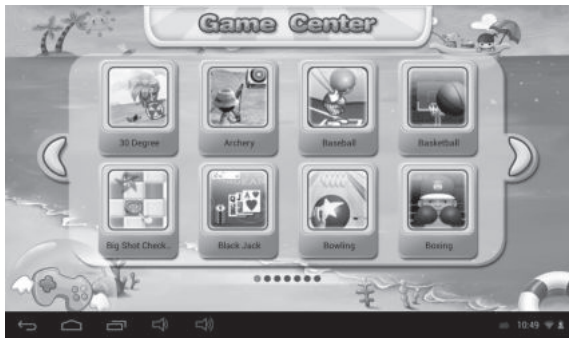 Game Center
30 Degree
Archery
Baseball
Basketball
Big Shot Check..
Black Jack
Bowling
Boxing
10:49